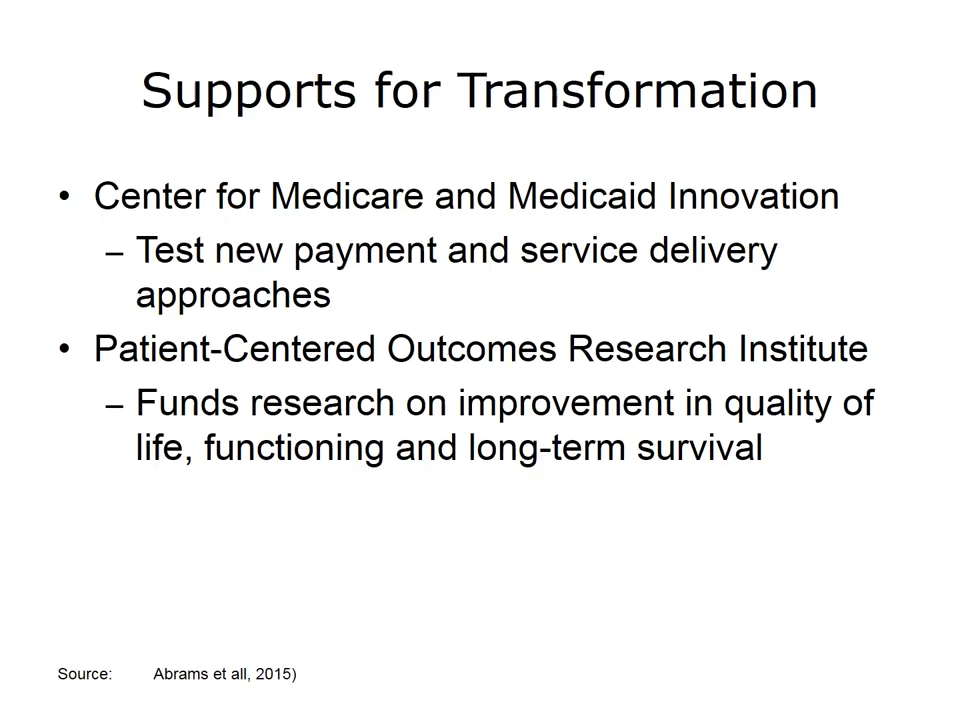 Supports for Transformation
• Center for Medicare and Medicaid Innovation
– Test new payment and service delivery
approaches
• Patient-Centered Outcomes Research Institute
– Funds research on improvement in quality of
life, functioning and long-term survival
Source: Abrams et all, 2015)